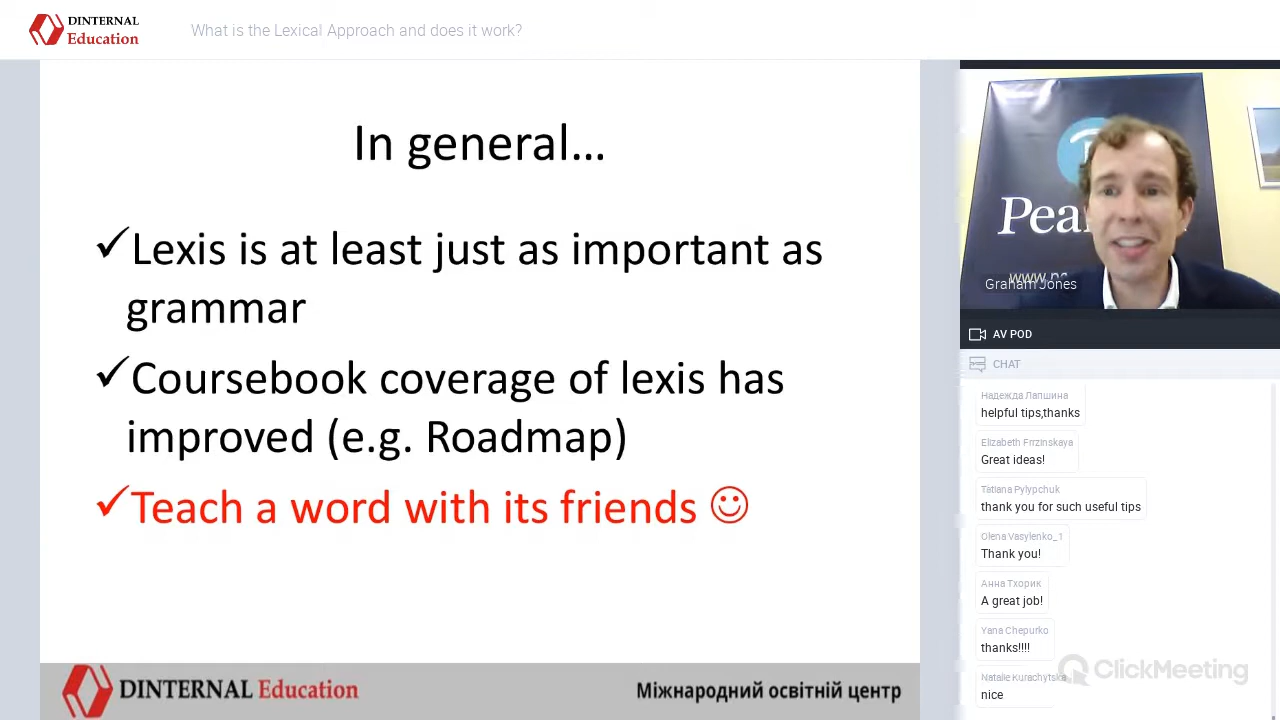 DINTERNAL
Education
What is the Lexical Approach and does it work?
In general...
✓Lexis is at least just as important as
grammar
✓Coursebook coverage of lexis has
improved (e.g. Roadmap)
✓Teach a word with its friends ☺
DINTERNAL Education
Міжнародний освітній центр
Graham Jones
AV POD
CHAT
Надежда Лапшина
helpful tips,thanks
Elizabeth Frrzinskaya
Great ideas!
Tatiana Pylypchuk
thank you for such useful tips
Olena Vasylenko_1
Thank you!
Анна Тхорик
A great job!
Yana Chepurko
thanks!!!!
Natalie Kurachytska
nice
ClickMeeting